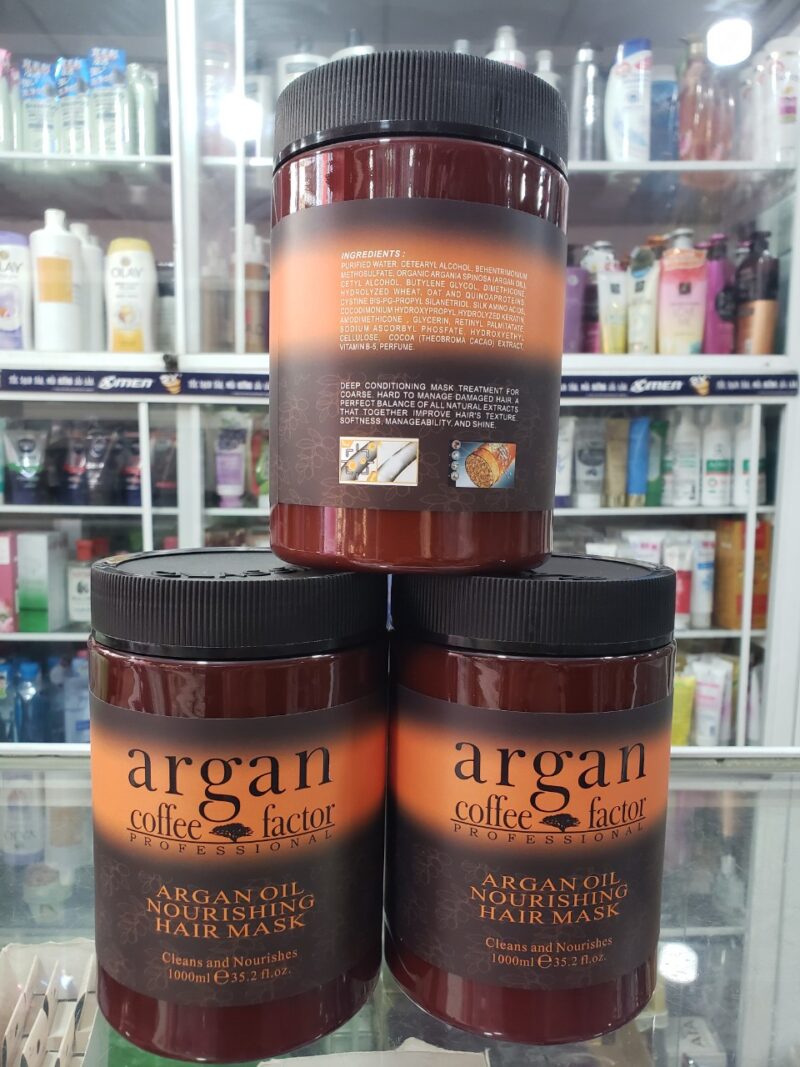 OLAY
OLAY
XMEN
INGREDIENTS :
PURIFIED WATER, CETEARYL ALCOHOL, BEHENTRIMONIUM
METHOSULFATE, ORGANIC ARGANIA SPINOSA (ARGAN OIL),
CETYL ALCOHOL, BUTYLENE GLYCOL, DIMETHICONE,
HYDROLYZED WHEAT, OAT AND QUINOAPROTEINS,
CYSTINE BIS-PG-PROPYL SILANETRIOL, SILK AMINO ACIDS,
COCODIMONIUM HYDROXYPROPYL HYDROLYZED KERATIN,
AMODIMETHICONE , GLYCERIN, RETINYL PALMITATATE,
SODIUM ASCORBYL PHOSFATE, HYDROXYETHYL
CELLULOSE, COCOA (THEOBROMA CACAO) EXTRACT,
VITAMIN B-5, PERFUME.
DEEP CONDITIONING MASK TREATMENT FOR
COARSE, HARD TO MANAGE DAMAGED HAIR. A
PERFECT BALANCE OF ALL NATURAL EXTRACTS
THAT TOGETHER IMPROVE HAIR'S TEXTURE,
SOFTNESS, MANAGEABILITY, AND SHINE.
argan
coffee factor
PROFESSIONAL
ARGAN OIL
NOURISHING
HAIR MASK
Cleans and Nourishes
1000ml ℮ 35.2 fl.oz.
argan
coffee factor
PROFESSIONAL
ARGAN OIL
NOURISHING
HAIR MASK
Cleans and Nourishes
1000ml ℮ 35.2 fl.oz.